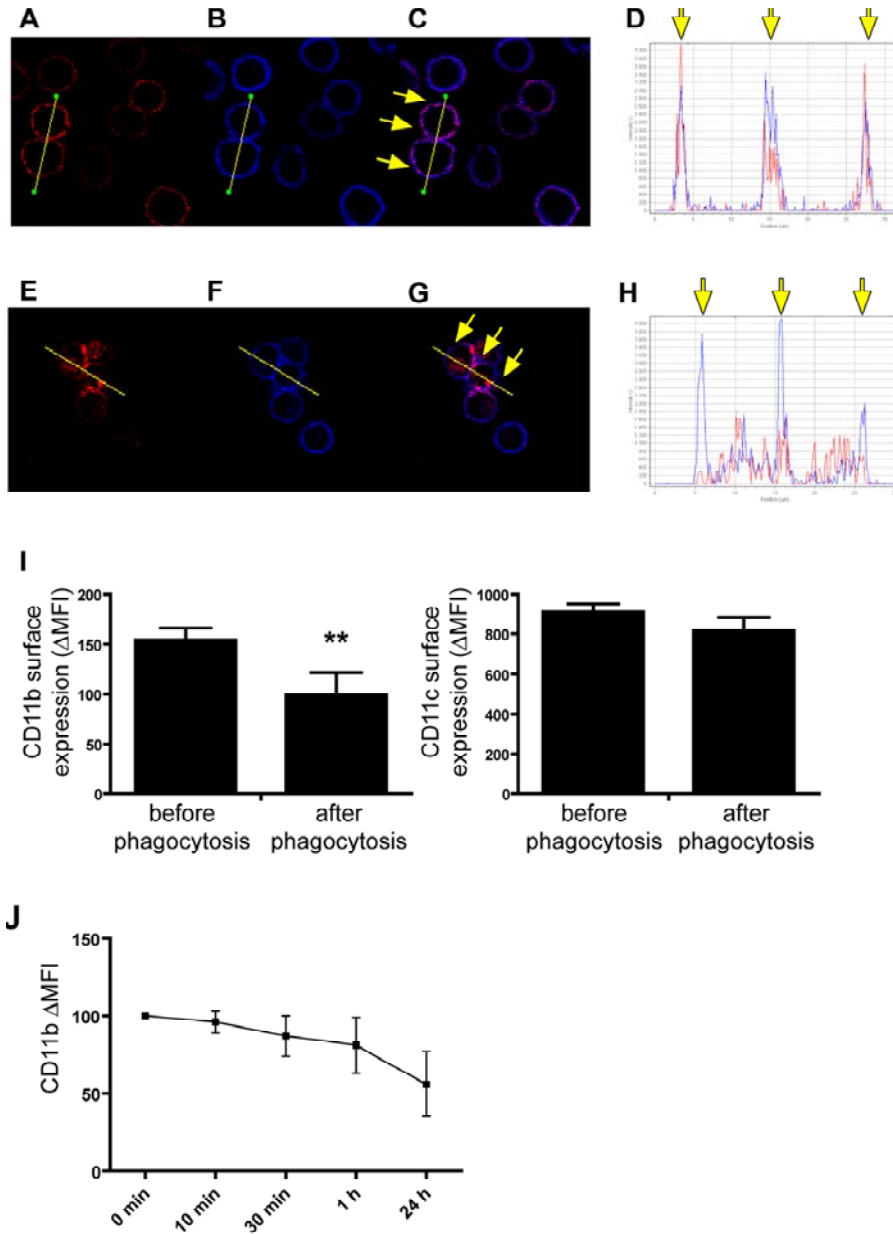 A B C D
E F G H
I
CD11b surface
expression (ΔMFI)
200
150
100
50
0
**
before
phagocytosis
after
phagocytosis
CD11c surface
expression (ΔMFI)
1000
800
600
400
200
0
before
phagocytosis
after
phagocytosis
J
CD11b ΔMFI
150
100
50
0
0 min
10 min
30 min
1 h
24 h